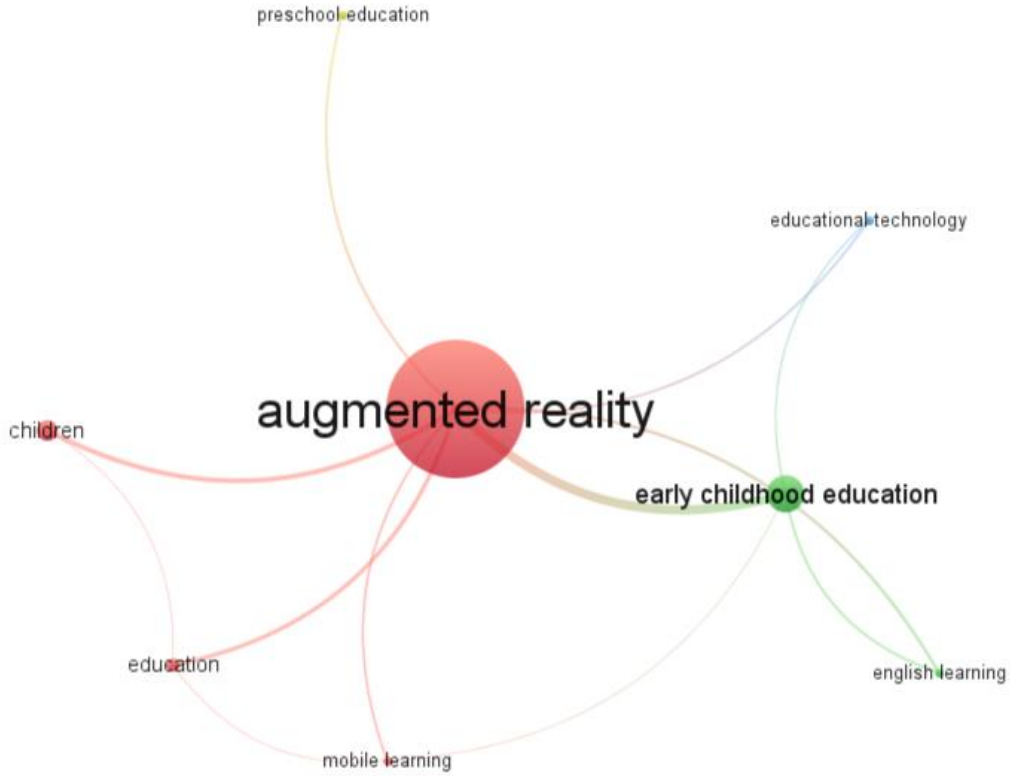 preschool education
educational technology
augmented reality
children
early childhood education
education
english learning
mobile learning